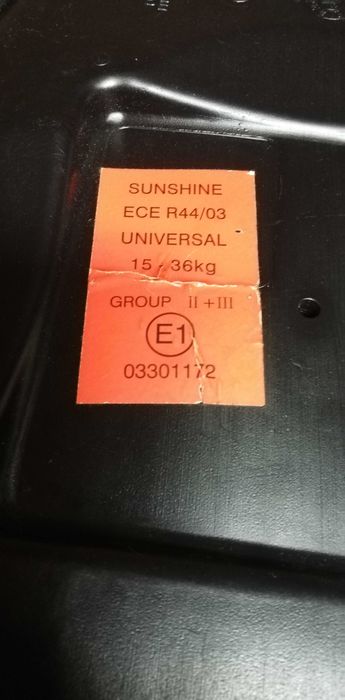 SUNSHINE
ECE R44/03
UNIVERSAL
15 - 36kg
GROUP II + III
E1
03301172